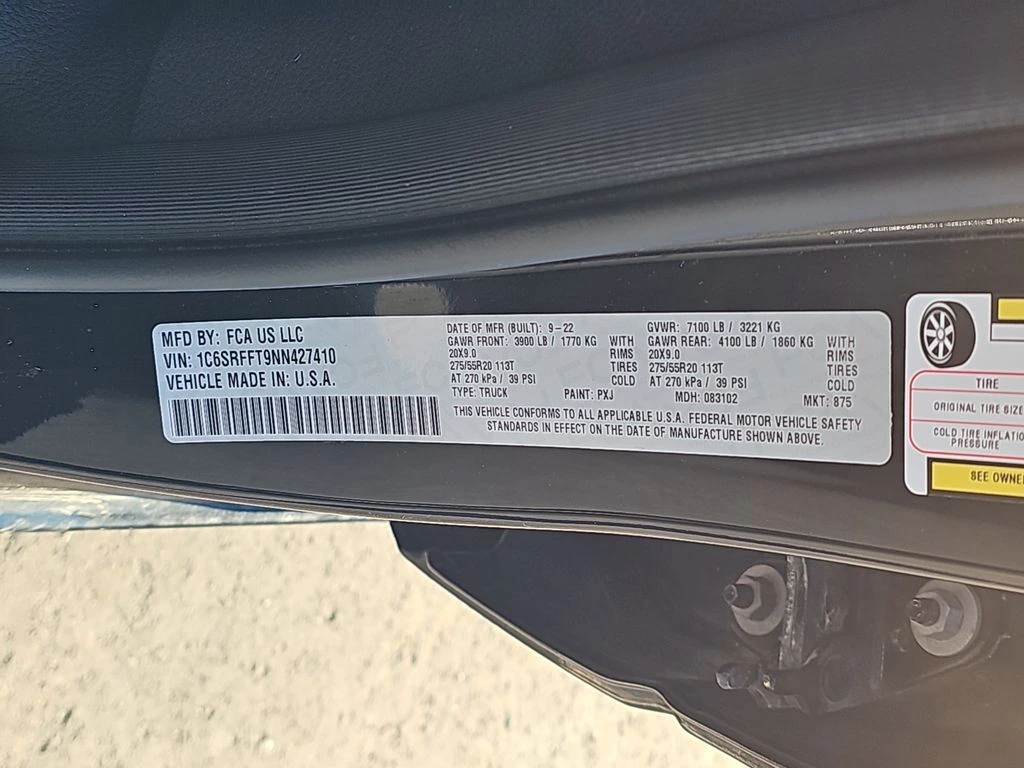 MFD BY: FCA US LLC
VIN: 1C6SRFFT9NN427410
VEHICLE MADE IN: U.S.A.
DATE OF MFR (BUILT): 9-22
GAWR FRONT: 3900 LB / 1770 KG WITH
20X9.0 RIMS
275/55R20 113T TIRES
AT 270 kPa / 39 PSI COLD
TYPE: TRUCK PAINT: PXJ
GVWR: 7100 LB / 3221 KG
GAWR REAR: 4100 LB / 1860 KG WITH
20X9.0 RIMS
275/55R20 113T TIRES
AT 270 kPa / 39 PSI COLD
MDH: 083102 MKT: 875
THIS VEHICLE CONFORMS TO ALL APPLICABLE U.S.A. FEDERAL MOTOR VEHICLE SAFETY
STANDARDS IN EFFECT ON THE DATE OF MANUFACTURE SHOWN ABOVE.
TIRE
ORIGINAL TIRE SIZE
COLD TIRE INFLATIO
PRESSURE
SEE OWNE